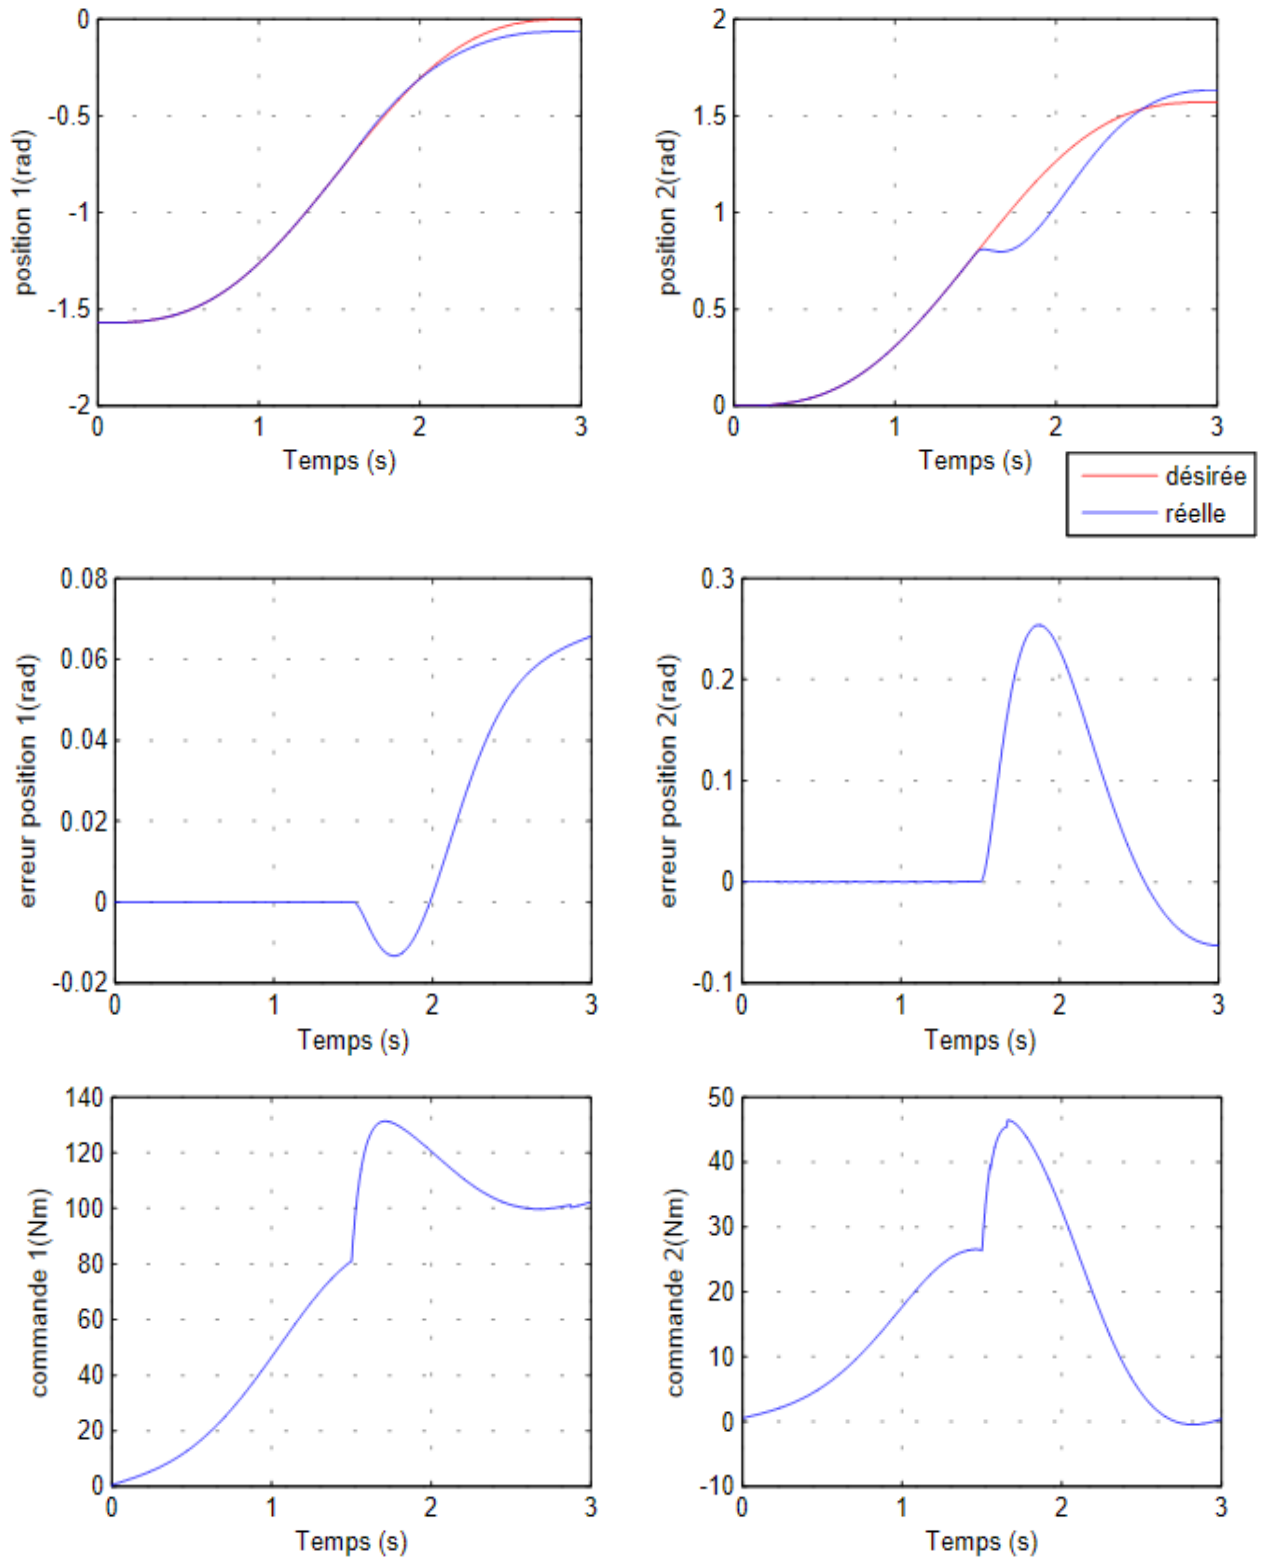 0
-0.5
-1
-1.5
-2
0 1 2 3
position 1(rad)
Temps (s)
2
1.5
1
0.5
0
0 1 2 3
position 2(rad)
Temps (s)
désirée
réelle
0.08
0.06
0.04
0.02
0
-0.02
0 1 2 3
erreur position 1(rad)
Temps (s)
0.3
0.2
0.1
0
-0.1
0 1 2 3
erreur position 2(rad)
Temps (s)
140
120
100
80
60
40
20
0
0 1 2 3
commande 1(Nm)
Temps (s)
50
40
30
20
10
0
-10
0 1 2 3
commande 2(Nm)
Temps (s)